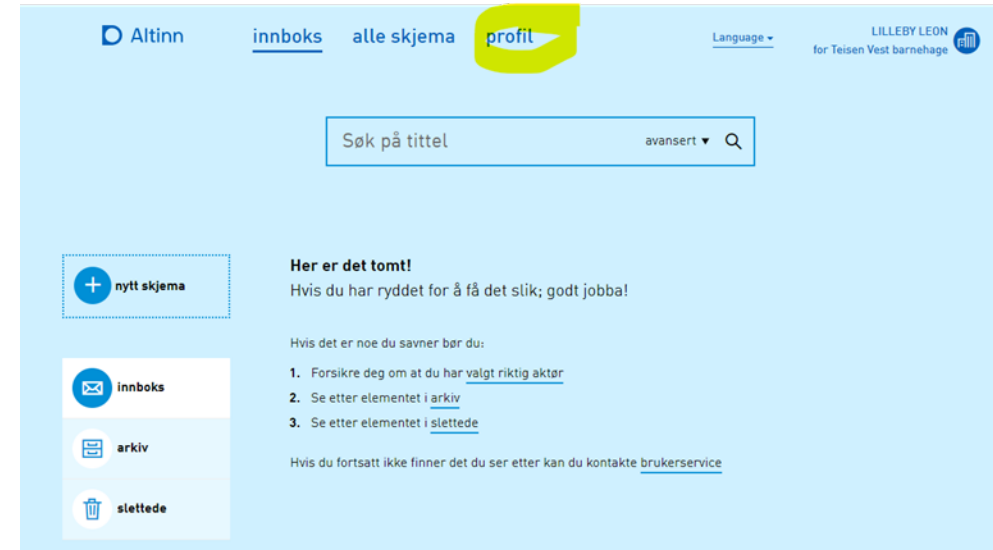 Altinn
innboks alle skjema profil
Language
LILLEBY LEON
for Teisen Vest barnehage
Søk på tittel avansert
nytt skjema
innboks
arkiv
slettede
Her er det tomt!
Hvis du har ryddet for å få det slik; godt jobba!
Hvis det er noe du savner bør du:
1. Forsikre deg om at du har valgt riktig aktør
2. Se etter elementet i arkiv
3. Se etter elementet i slettede
Hvis du fortsatt ikke finner det du ser etter kan du kontakte brukerservice